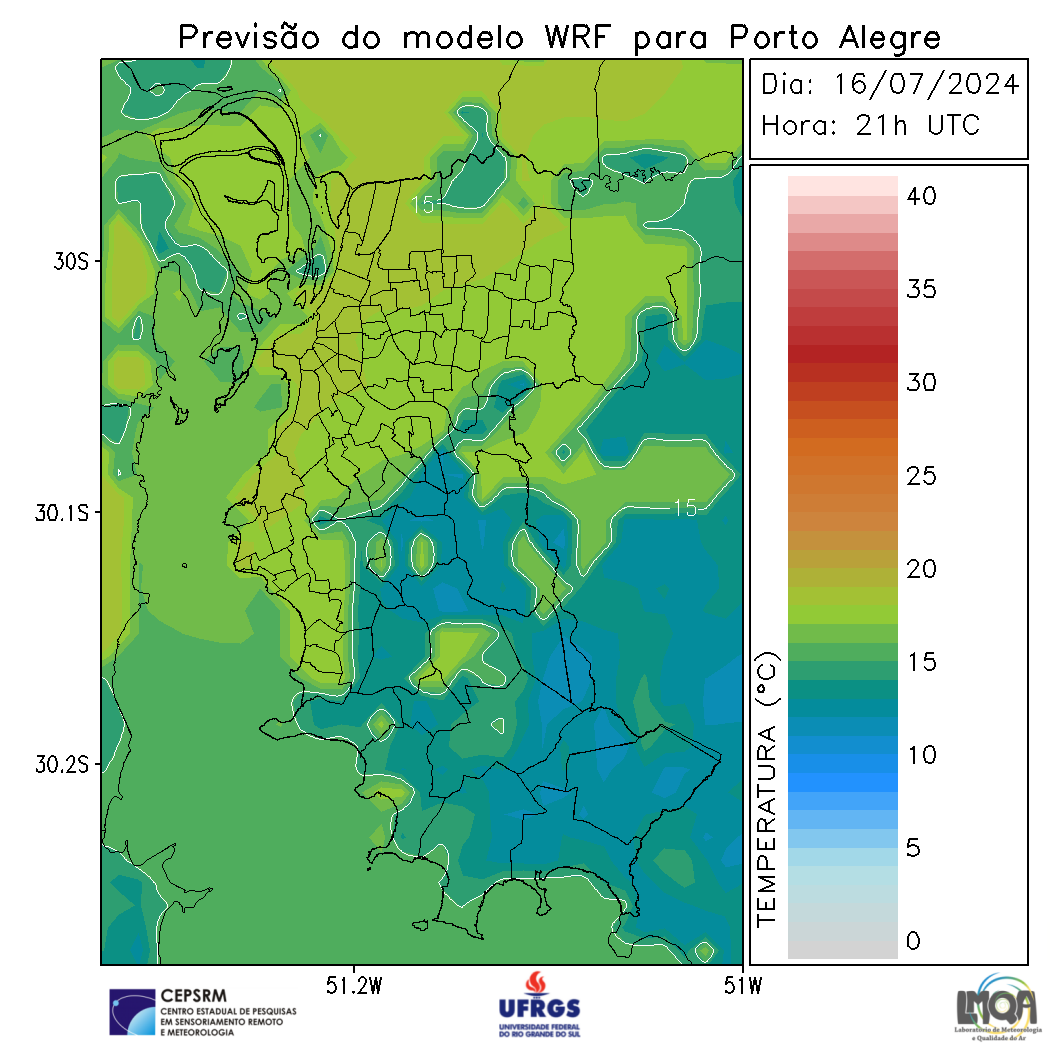 Previsão do modelo WRF para Porto Alegre
Dia: 16/07/2024
Hora: 21h UTC
40
35
30
25
20
15
10
5
0
TEMPERATURA (°C)
15
15
30S
30.1S
30.2S
51.2W
51W
CEPSRM
CENTRO ESTADUAL DE PESQUISAS
EM SENSORIAMENTO REMOTO
E METEOROLOGIA
UFRGS
UNIVERSIDADE FEDERAL
DO RIO GRANDE DO SUL
LMQA
Laboratório de Meteorologia
e Qualidade do Ar